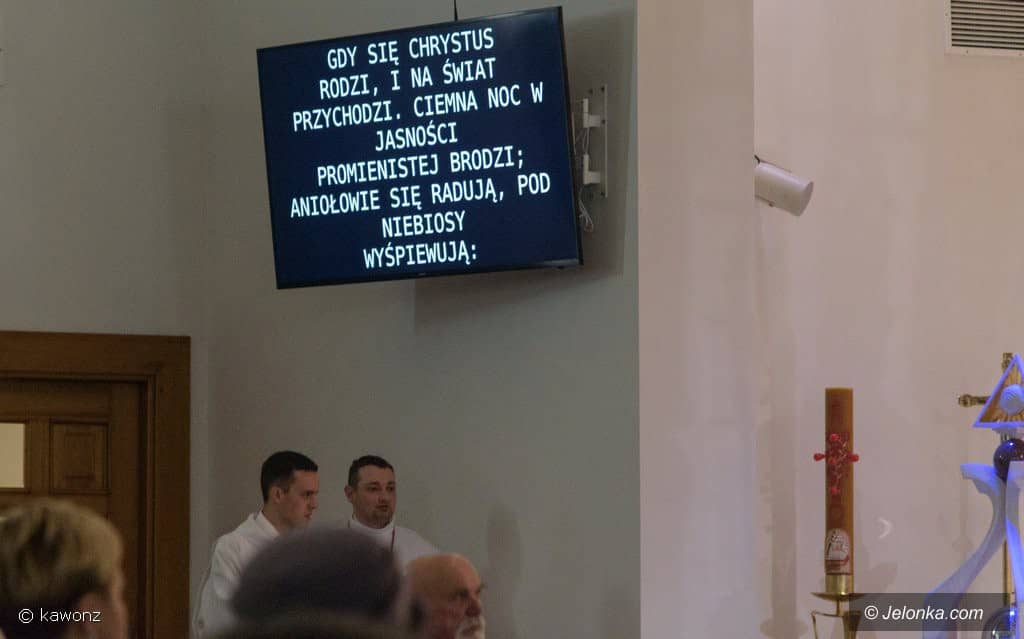 GDY SIĘ CHRYSTUS
RODZI, I NA ŚWIAT
PRZYCHODZI. CIEMNA NOC W
JASNOŚCI
PROMIENISTEJ BRODZI;
ANIOŁOWIE SIĘ RADUJĄ, POD
NIEBIOSY
WYŚPIEWUJĄ:
© kawonz
© Jelonka.com